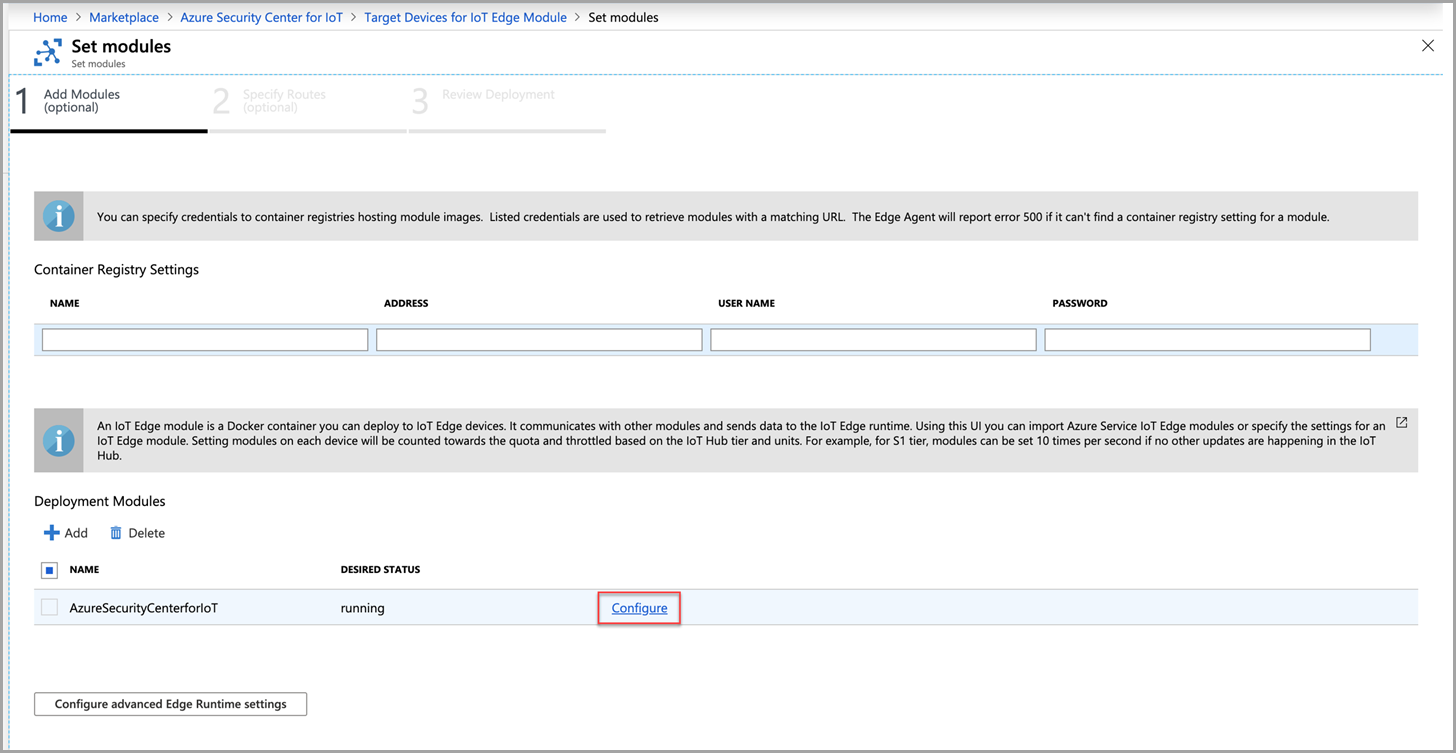 Home > Marketplace > Azure Security Center for IoT > Target Devices for IoT Edge Module > Set modules
Set modules
Set modules
1 Add Modules
(optional)
2 Specify Routes
(optional)
3 Review Deployment
You can specify credentials to container registries hosting module images. Listed credentials are used to retrieve modules with a matching URL. The Edge Agent will report error 500 if it can't find a container registry setting for a module.
Container Registry Settings
NAME ADDRESS USER NAME PASSWORD
An IoT Edge module is a Docker container you can deploy to IoT Edge devices. It communicates with other modules and sends data to the IoT Edge runtime. Using this UI you can import Azure Service IoT Edge modules or specify the settings for an
IoT Edge module. Setting modules on each device will be counted towards the quota and throttled based on the IoT Hub tier and units. For example, for S1 tier, modules can be set 10 times per second if no other updates are happening in the IoT
Hub.
Deployment Modules
Add Delete
NAME DESIRED STATUS
AzureSecurityCenterforIoT running Configure
Configure advanced Edge Runtime settings